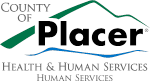 COUNTY OF
Placer®
HEALTH & HUMAN SERVICES
HUMAN SERVICES